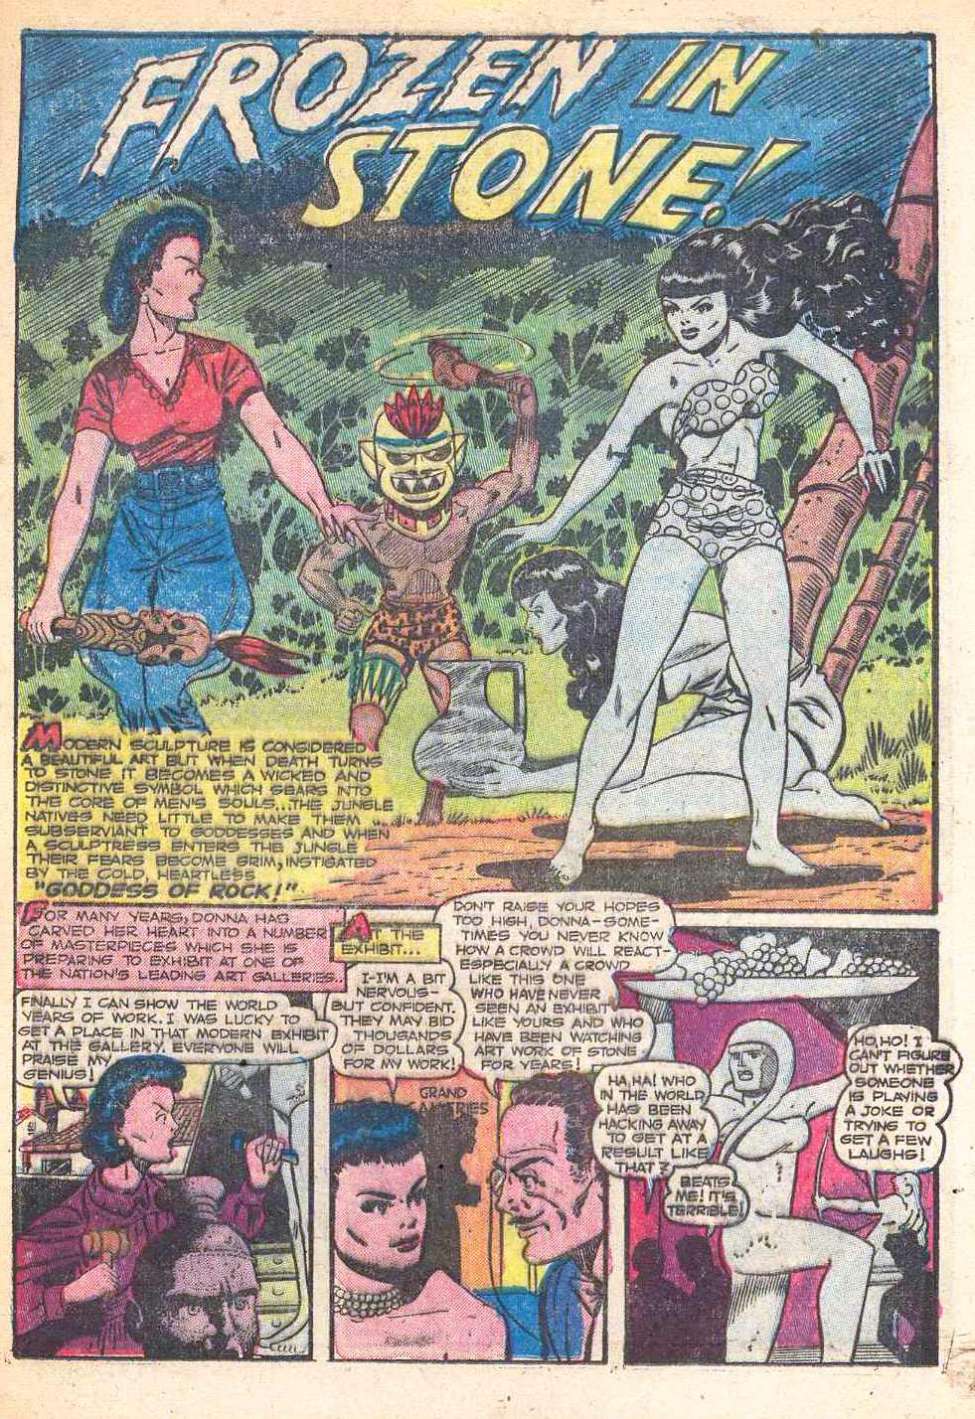 FROZEN IN
STONE!
MODERN SCULPTURE IS CONSIDERED
A BEAUTIFUL ART BUT WHEN DEATH TURNS
TO STONE IT BECOMES A WICKED AND
DISTINCTIVE SYMBOL WHICH SEARS INTO
THE CORE OF MEN'S SOULS...THE JUNGLE
NATIVES NEED LITTLE TO MAKE THEM
SUBSERVIANT TO GODDESSES AND WHEN
A SCULPTRESS ENTERS THE JUNGLE
THEIR FEARS BECOME GRIM, INSTIGATED
BY THE COLD, HEARTLESS
"GODDESS OF ROCK!"
FOR MANY YEARS, DONNA HAS
CARVED HER HEART INTO A NUMBER
OF MASTERPIECES WHICH SHE IS
PREPARING TO EXHIBIT AT ONE OF
THE NATION'S LEADING ART GALLERIES..
FINALLY I CAN SHOW THE WORLD
YEARS OF WORK. I WAS LUCKY TO
GET A PLACE IN THAT MODERN EXHIBIT
AT THE GALLERY. EVERYONE WILL
PRAISE MY
GENIUS!
AT THE
EXHIBIT...
I-I'M A BIT
NERVOUS-
BUT CONFIDENT.
THEY MAY BID
THOUSANDS
OF DOLLARS
FOR MY WORK!
DON'T RAISE YOUR HOPES
TOO HIGH, DONNA-SOME-
TIMES YOU NEVER KNOW
HOW A CROWD WILL REACT-
ESPECIALLY A CROWD
LIKE THIS ONE
WHO HAVE NEVER
SEEN AN EXHIBIT
LIKE YOURS AND WHO
HAVE BEEN WATCHING
ART WORK OF STONE
FOR YEARS!
GRAND
GALLERIES
HA, HA! WHO
IN THE WORLD
HAS BEEN
HACKING AWAY
TO GET AT A
RESULT LIKE
THAT?
BEATS
ME! IT'S
TERRIBLE!
HO, HO! I
CAN'T FIGURE
OUT WHETHER
SOMEONE
IS PLAYING
A JOKE OR
TRYING TO
GET A FEW
LAUGHS!